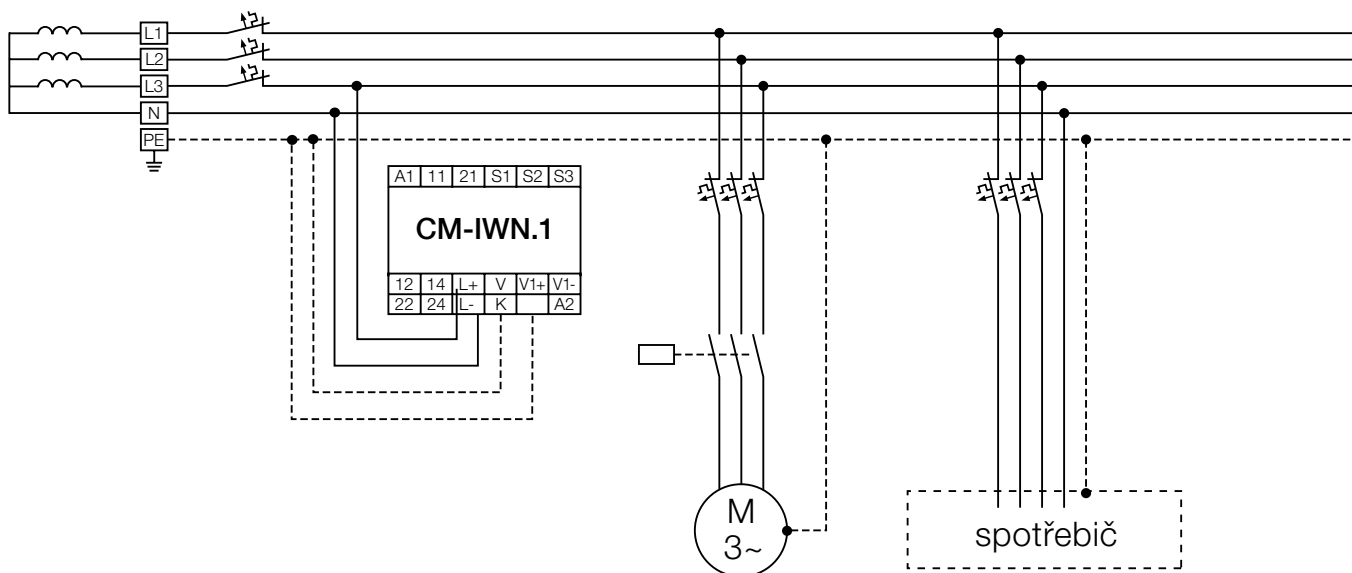 L1
L2
L3
N
PE
A1 11 21 S1 S2 S3
CM-IWN.1
12 14 L+ V V1+ V1-
22 24 L- K A2
M
3~
spotřebič